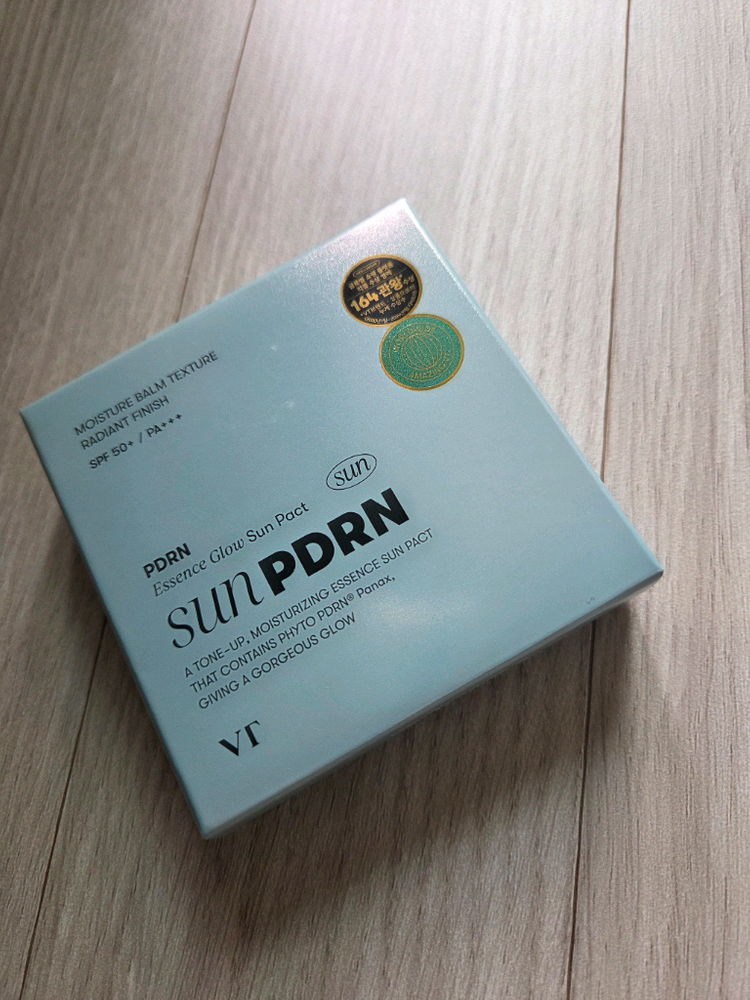 164관왕
MOISTURE BALM TEXTURE
RADIANT FINISH
SPF 50+ / PA+++
sun
PDRN
Essence Glow Sun Pact
sun PDRN
A TONE-UP, MOISTURIZING ESSENCE SUN PACT
THAT CONTAINS PHYTO PDRN® Panax,
GIVING A GORGEOUS GLOW
VT